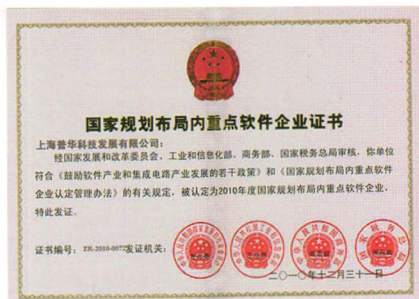 国家规划布局内重点软件企业证书
上海普华科技发展有限公司：
经国家发展和改革委员会、工业和信息化部、商务部、国家税务总局审核，你单位
符合《鼓励软件产业和集成电路产业发展的若干政策》和《国家规划布局内重点软件
企业认定管理办法》的有关规定，被认定为2010年度国家规划布局内重点软件企业，
特此发证。
证书编号：ZR-2010-0072 发证机关：
二〇一〇年十二月三十一日